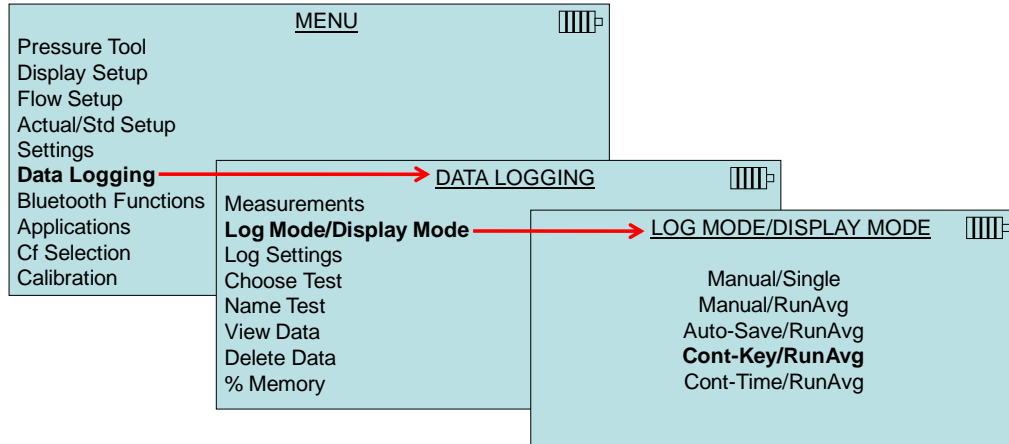 MENU
Pressure Tool
Display Setup
Flow Setup
Actual/Std Setup
Settings
Data Logging
Bluetooth Functions
Applications
Cf Selection
Calibration
DATA LOGGING
Measurements
Log Mode/Display Mode
Log Settings
Choose Test
Name Test
View Data
Delete Data
% Memory
LOG MODE/DISPLAY MODE
Manual/Single
Manual/RunAvg
Auto-Save/RunAvg
Cont-Key/RunAvg
Cont-Time/RunAvg